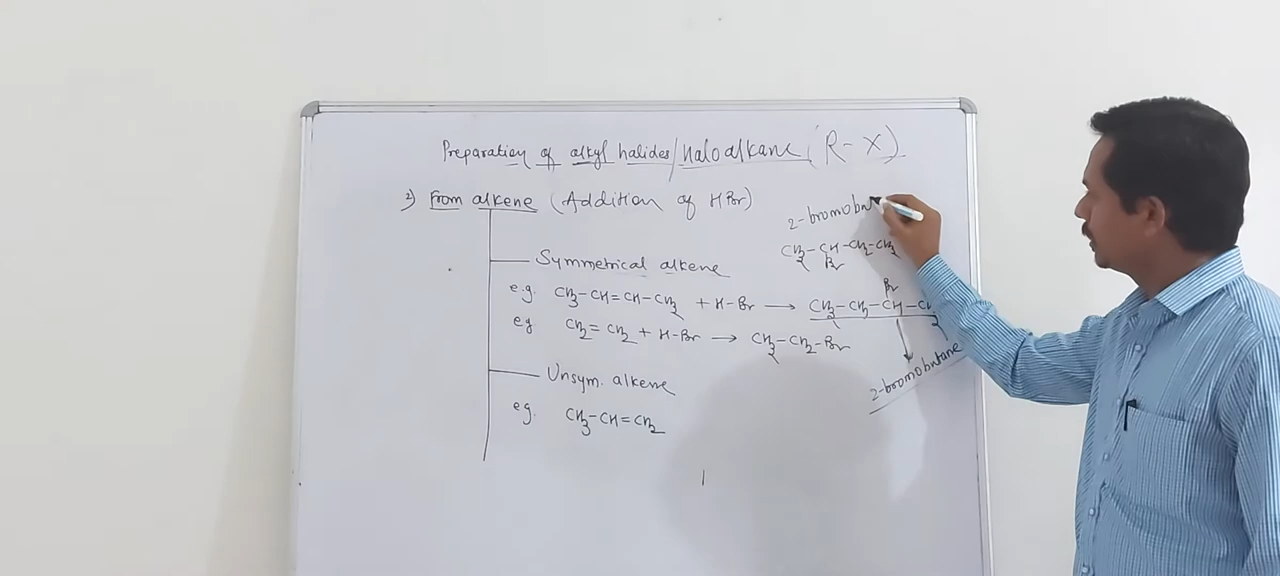 Preparation of alkyl halides/Haloalkane (R-X)
2) From alkene (Addition of HBr)
2-bromobut
CH3-CH-CH2-CH3
Br
Symmetrical alkene
Br
e.g. CH3-CH=CH-CH3 + H-Br → CH3-CH2-CH-CH3
eg CH2=CH2 + H-Br → CH3-CH2-Br
2-bromobutane
Unsym. alkene
eg. CH3-CH=CH2